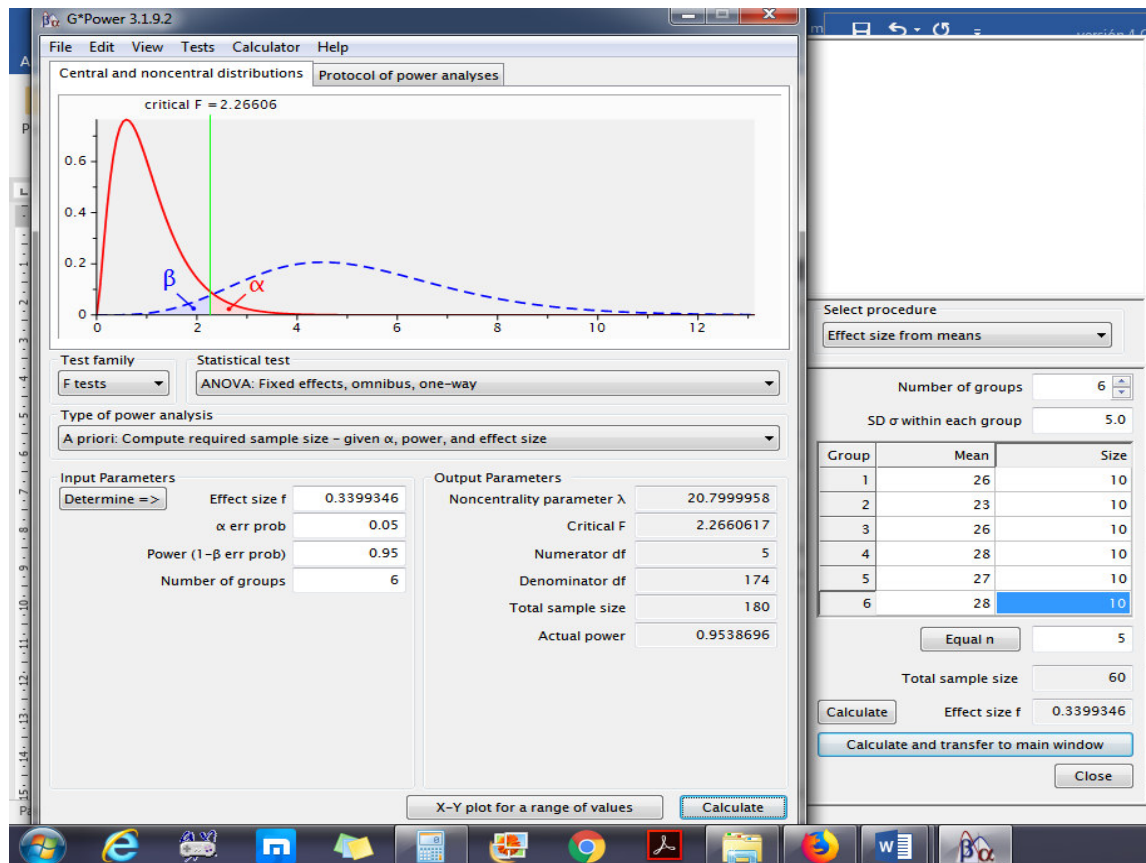 G*Power 3.1.9.2
File Edit View Tests Calculator Help
Central and noncentral distributions Protocol of power analyses
critical F = 2.26606
0.6
0.4
0.2
0
β α
0 2 4 6 8 10 12
Test family Statistical test
F tests ANOVA: Fixed effects, omnibus, one-way
Type of power analysis
A priori: Compute required sample size - given α, power, and effect size
Input Parameters
Determine => Effect size f 0.3399346
α err prob 0.05
Power (1-β err prob) 0.95
Number of groups 6
Output Parameters
Noncentrality parameter λ 20.7999958
Critical F 2.2660617
Numerator df 5
Denominator df 174
Total sample size 180
Actual power 0.9538696
X-Y plot for a range of values Calculate
Select procedure
Effect size from means
Number of groups 6
SD σ within each group 5.0
Group Mean Size
1 26 10
2 23 10
3 26 10
4 28 10
5 27 10
6 28 10
Equal n 5
Total sample size 60
Calculate Effect size f 0.3399346
Calculate and transfer to main window
Close